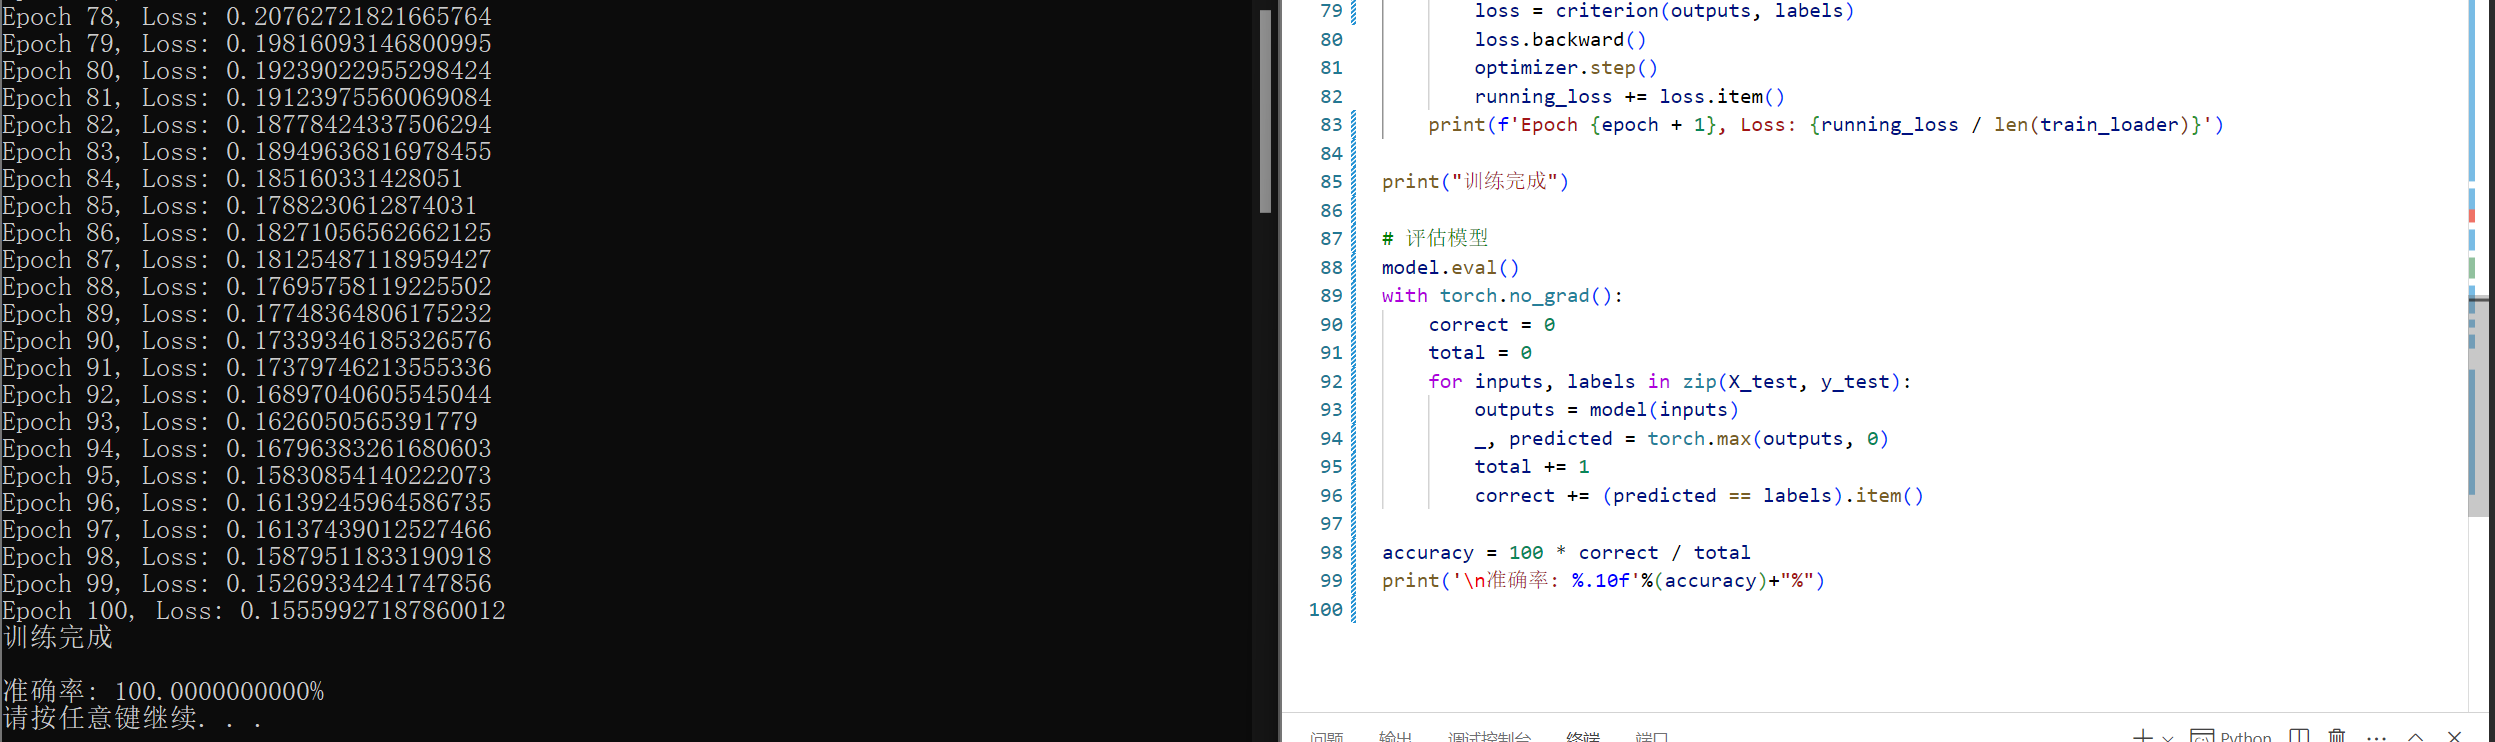 Epoch 78, Loss: 0.20762721821665764
Epoch 79, Loss: 0.19816093146800995
Epoch 80, Loss: 0.19239022955298424
Epoch 81, Loss: 0.19123975560069084
Epoch 82, Loss: 0.18778424337506294
Epoch 83, Loss: 0.18949636816978455
Epoch 84, Loss: 0.185160331428051
Epoch 85, Loss: 0.1788230612874031
Epoch 86, Loss: 0.18271056562662125
Epoch 87, Loss: 0.18125487118959427
Epoch 88, Loss: 0.17695758119225502
Epoch 89, Loss: 0.17748364806175232
Epoch 90, Loss: 0.17339346185326576
Epoch 91, Loss: 0.17379746213555336
Epoch 92, Loss: 0.16897040605545044
Epoch 93, Loss: 0.1626050565391779
Epoch 94, Loss: 0.16796383261680603
Epoch 95, Loss: 0.15830854140222073
Epoch 96, Loss: 0.16139245964586735
Epoch 97, Loss: 0.16137439012527466
Epoch 98, Loss: 0.15879511833190918
Epoch 99, Loss: 0.15269334241747856
Epoch 100, Loss: 0.15559927187860012
训练完成
准确率: 100.0000000000%
请按任意键继续. . .
79 loss = criterion(outputs, labels)
80 loss.backward()
81 optimizer.step()
82 running_loss += loss.item()
83 print(f'Epoch {epoch + 1}, Loss: {running_loss / len(train_loader)}')
84
85 print("训练完成")
86
87 # 评估模型
88 model.eval()
89 with torch.no_grad():
90 correct = 0
91 total = 0
92 for inputs, labels in zip(X_test, y_test):
93 outputs = model(inputs)
94 _, predicted = torch.max(outputs, 0)
95 total += 1
96 correct += (predicted == labels).item()
97
98 accuracy = 100 * correct / total
99 print('\n准确率: %.10f'%(accuracy)+"%")
100
问题 输出 调试控制台 终端 端口 Python